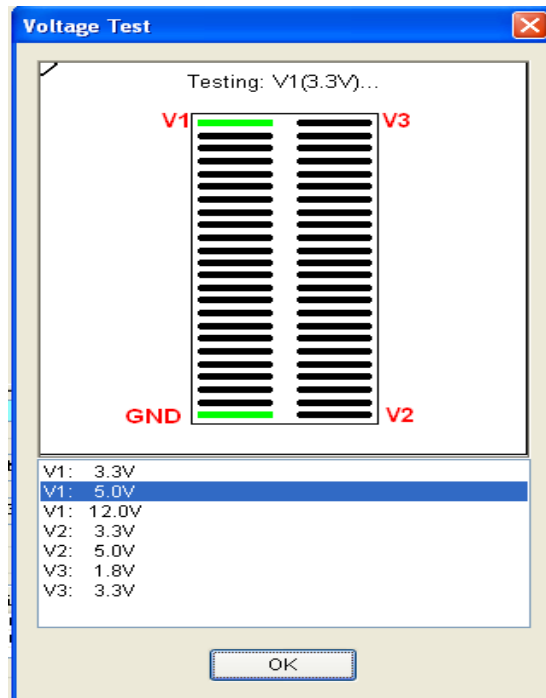 Voltage Test
Testing: V1(3.3V)...
V1 V3
GND V2
V1: 3.3V
V1: 5.0V
V1: 12.0V
V2: 3.3V
V2: 5.0V
V3: 1.8V
V3: 3.3V
OK